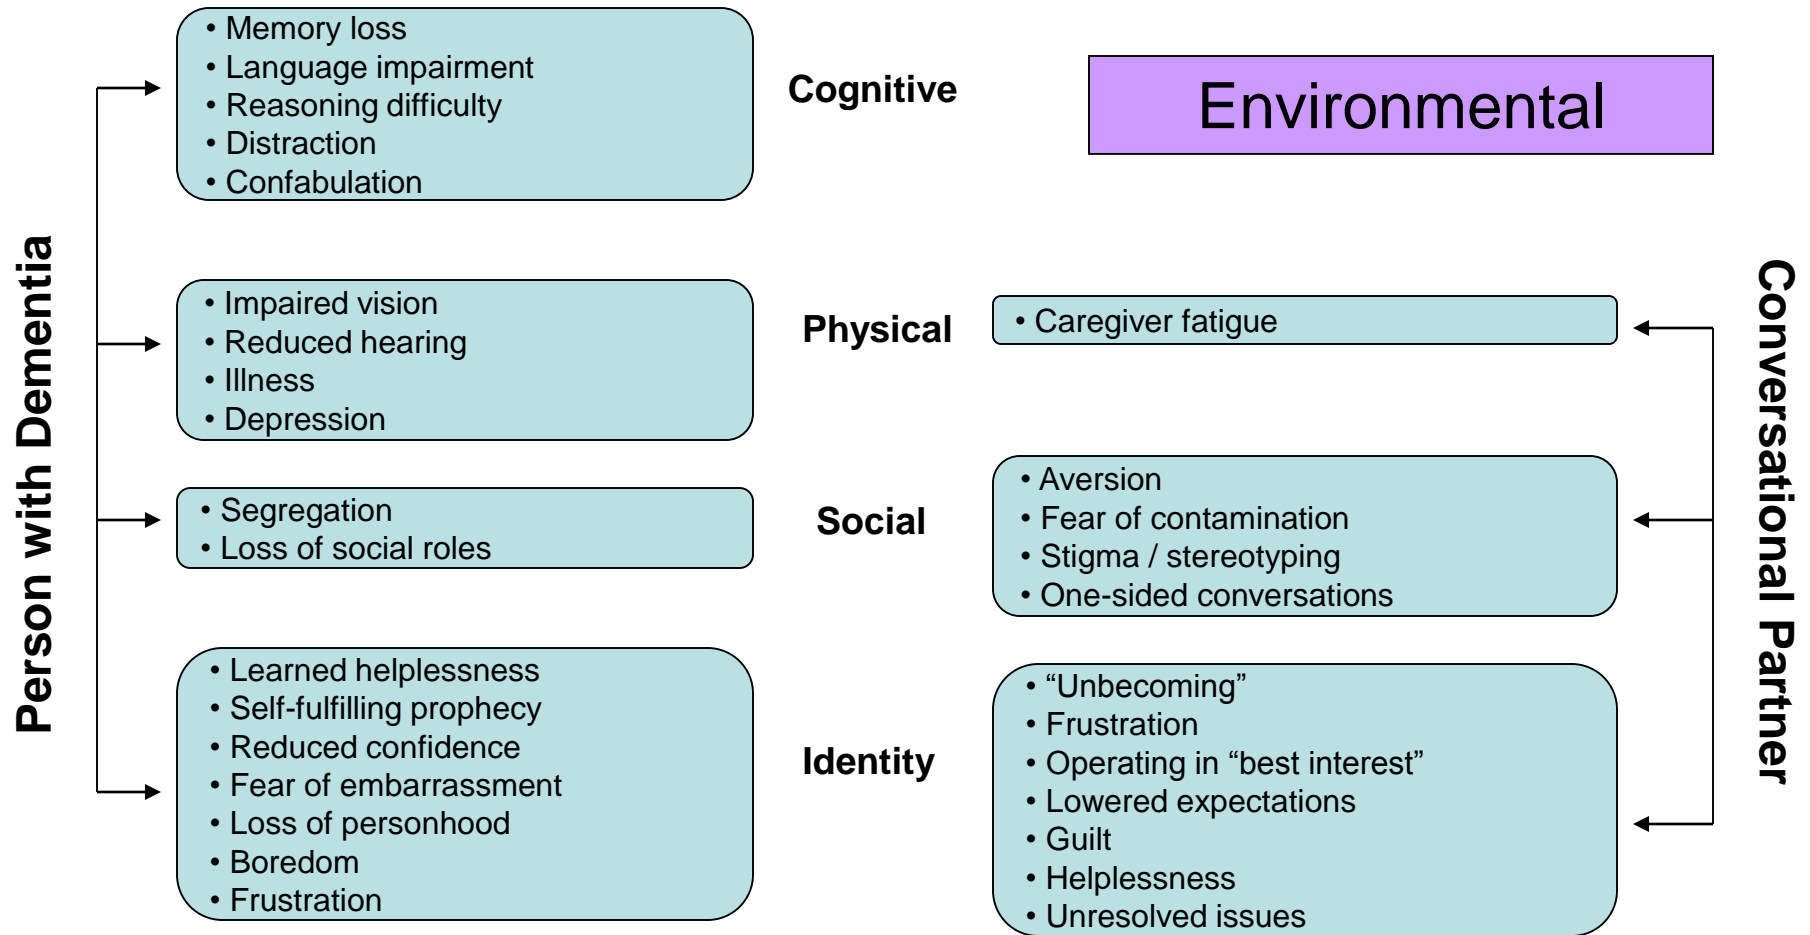 Person with Dementia
• Memory loss
• Language impairment
• Reasoning difficulty
• Distraction
• Confabulation
Cognitive
Environmental
• Impaired vision
• Reduced hearing
• Illness
• Depression
Physical
• Caregiver fatigue
• Segregation
• Loss of social roles
Social
• Aversion
• Fear of contamination
• Stigma / stereotyping
• One-sided conversations
• Learned helplessness
• Self-fulfilling prophecy
• Reduced confidence
• Fear of embarrassment
• Loss of personhood
• Boredom
• Frustration
Identity
• “Unbecoming”
• Frustration
• Operating in “best interest”
• Lowered expectations
• Guilt
• Helplessness
• Unresolved issues
Conversational Partner